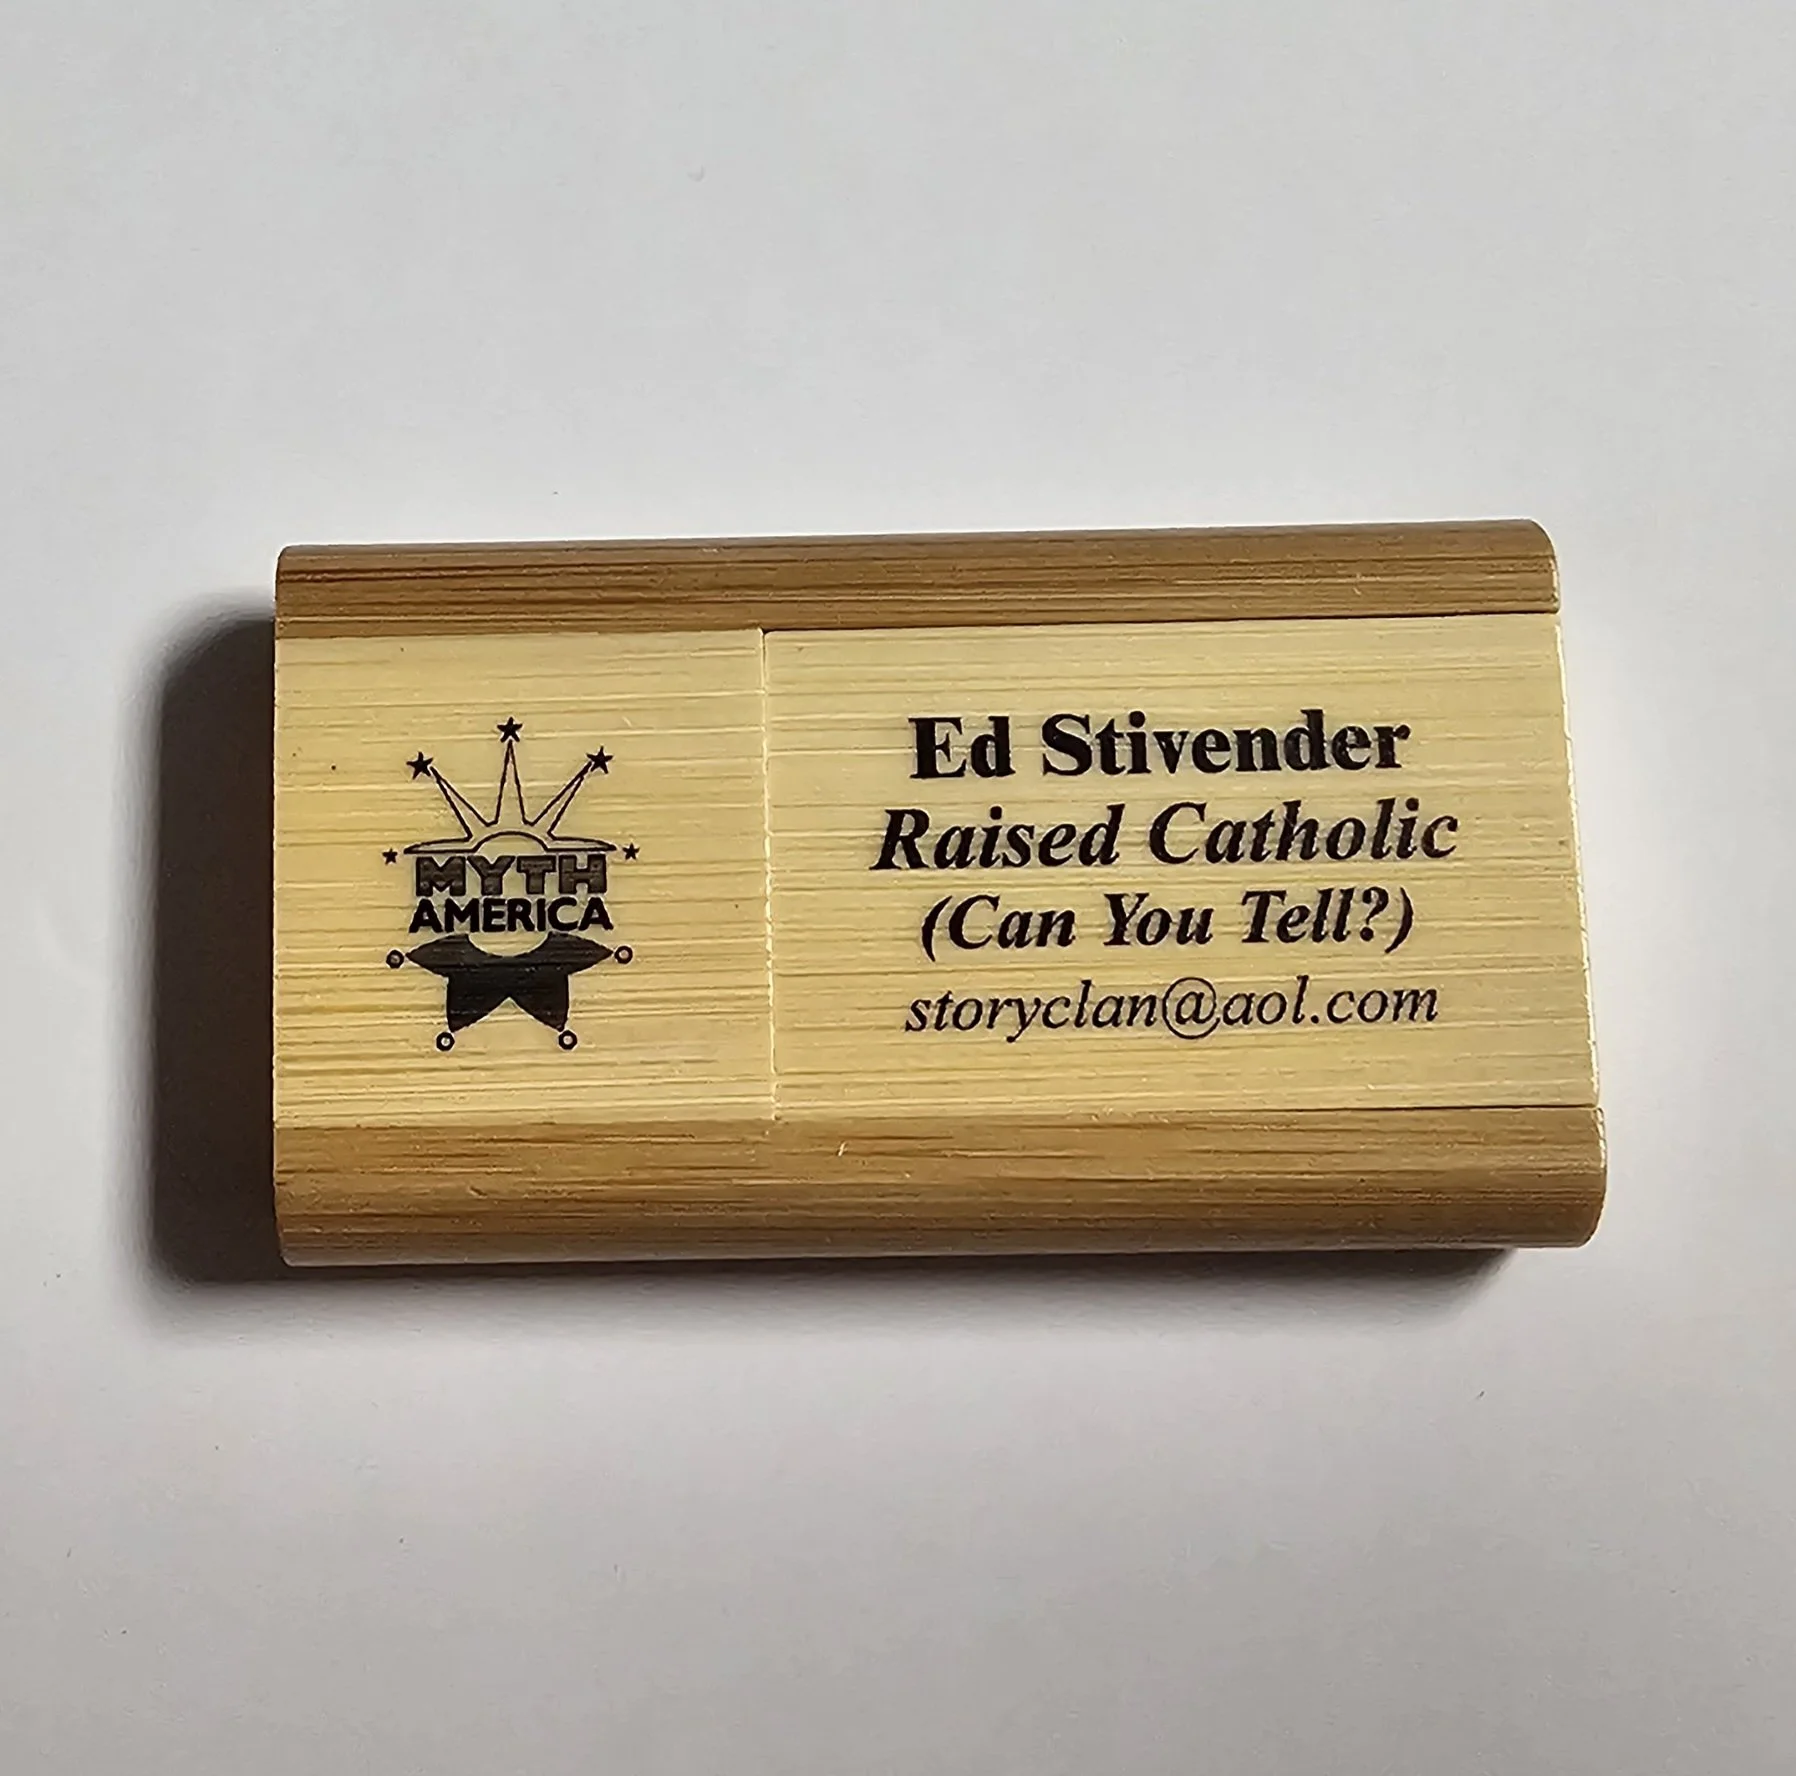 MYTH
AMERICA
Ed Stivender
Raised Catholic
(Can You Tell?)
storyclan@aol.com